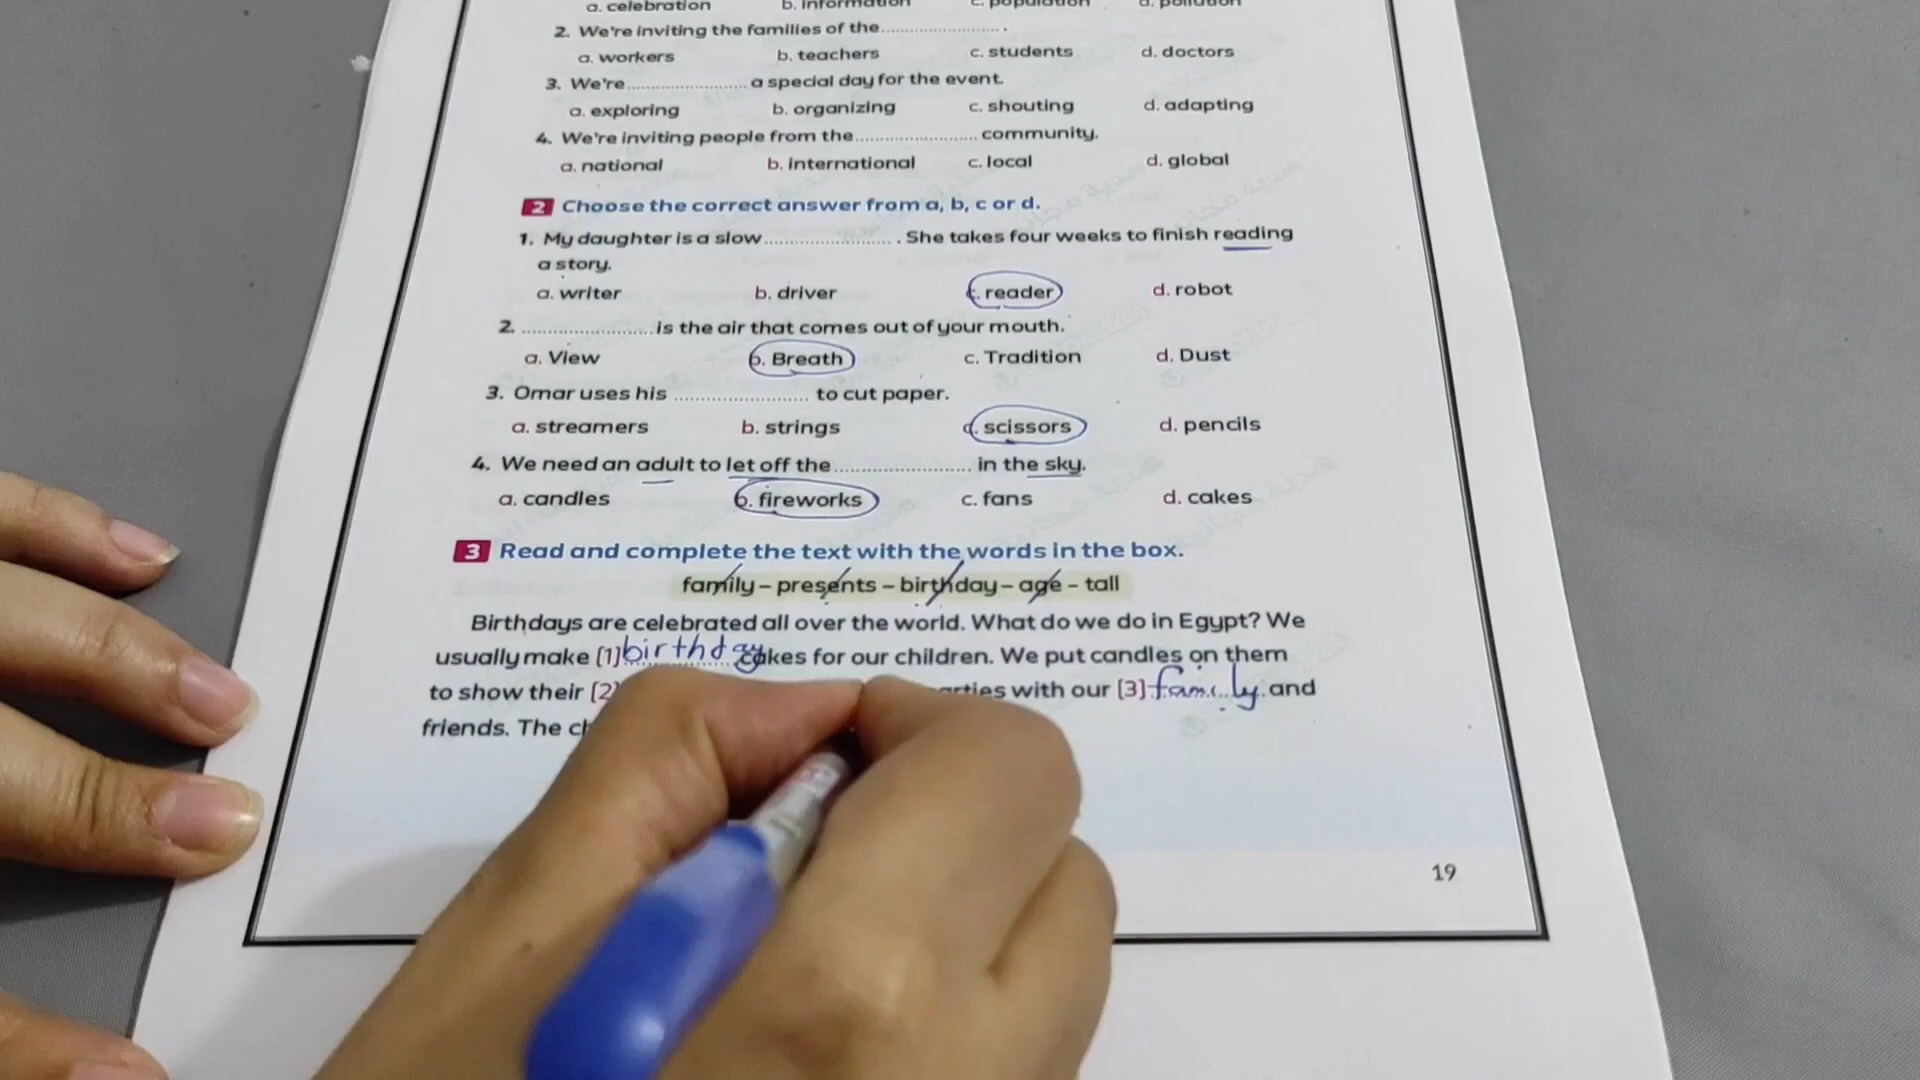 a. celebration b. information c. population d. pollution
2. We're inviting the families of the........................ .
a. workers b. teachers c. students d. doctors
3. We're........................ a special day for the event.
a. exploring b. organizing c. shouting d. adapting
4. We're inviting people from the........................ community.
a. national b. international c. local d. global
2 Choose the correct answer from a, b, c or d.
1. My daughter is a slow ........................ . She takes four weeks to finish reading
a story.
a. writer b. driver c. reader d. robot
2. ........................ is the air that comes out of your mouth.
a. View b. Breath c. Tradition d. Dust
3. Omar uses his ........................ to cut paper.
a. streamers b. strings c. scissors d. pencils
4. We need an adult to let off the ........................ in the sky.
a. candles b. fireworks c. fans d. cakes
3 Read and complete the text with the words in the box.
family – presents – birthday – age – tall
Birthdays are celebrated all over the world. What do we do in Egypt? We
usually make (1) birthday cakes for our children. We put candles on them
to show their (2) with our (3) family and
friends. The
19